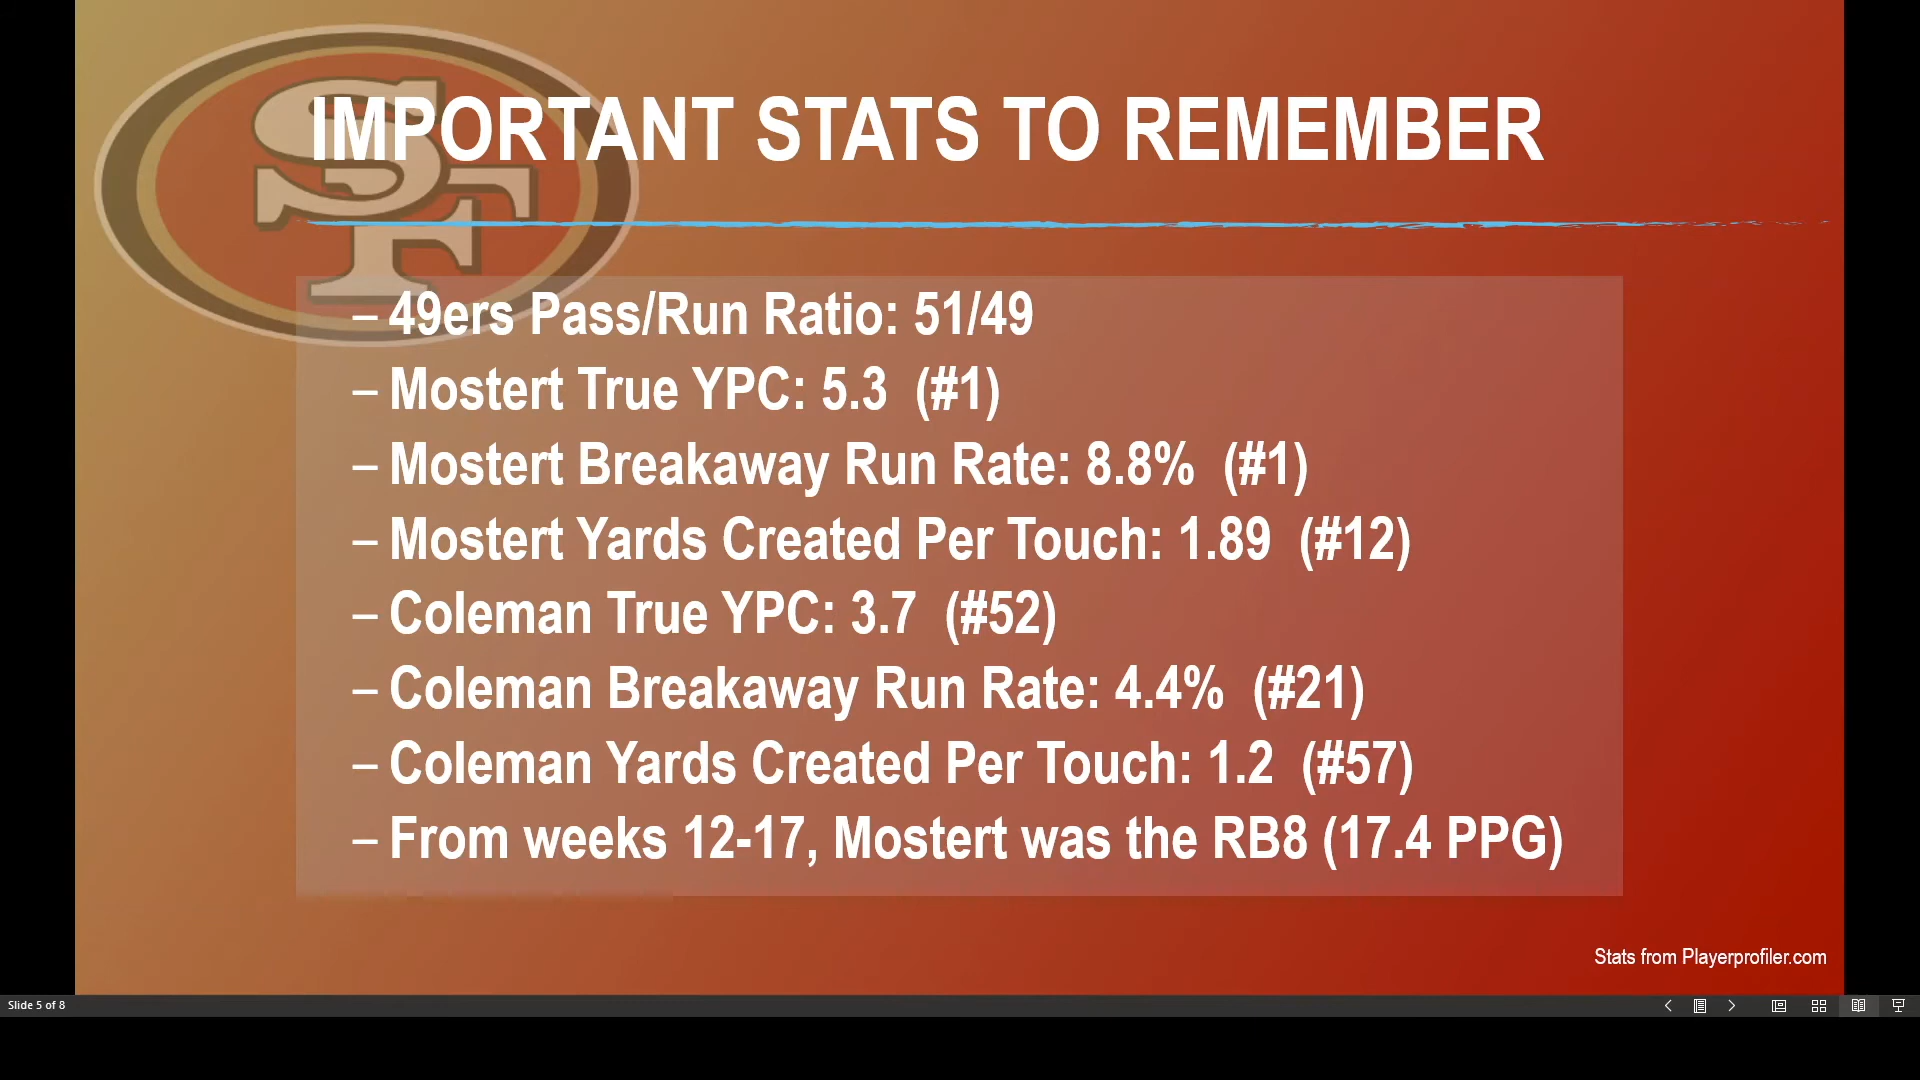 SF
IMPORTANT STATS TO REMEMBER
– 49ers Pass/Run Ratio: 51/49
– Mostert True YPC: 5.3 (#1)
– Mostert Breakaway Run Rate: 8.8% (#1)
– Mostert Yards Created Per Touch: 1.89 (#12)
– Coleman True YPC: 3.7 (#52)
– Coleman Breakaway Run Rate: 4.4% (#21)
– Coleman Yards Created Per Touch: 1.2 (#57)
– From weeks 12-17, Mostert was the RB8 (17.4 PPG)
Stats from Playerprofiler.com
Slide 5 of 8